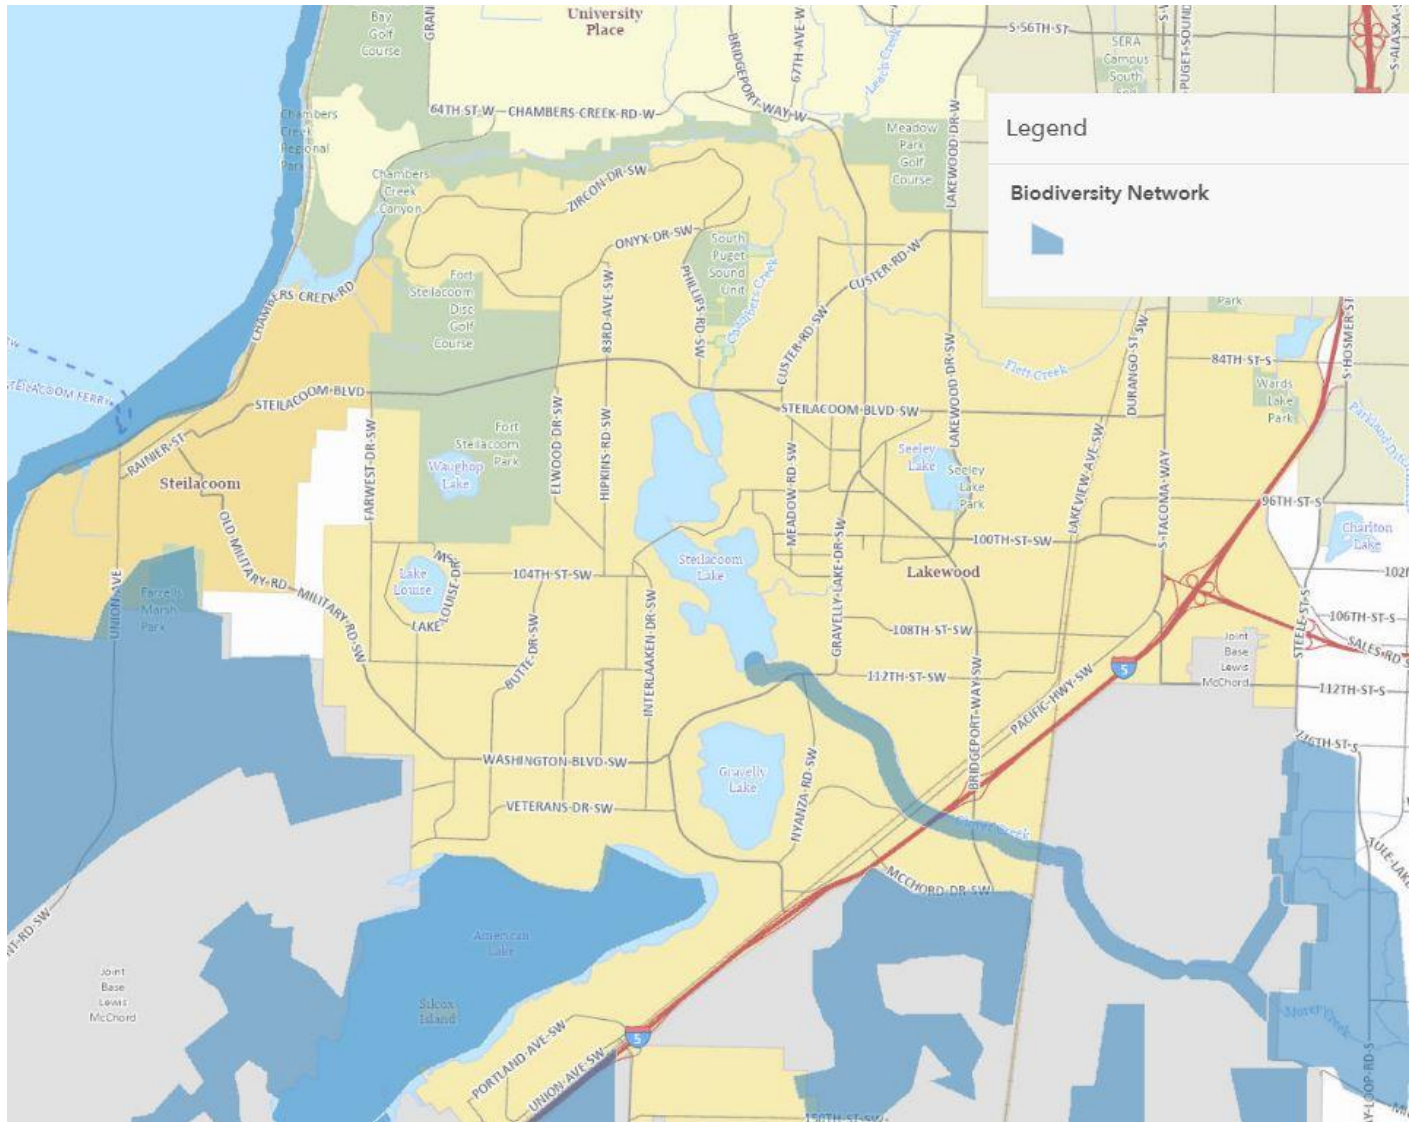 Bay
Golf
Course
University
Place
BRIDGEPORT-WAY-W
67TH-AVE-W
Leach Creek
S-56TH-ST
SERA
Campus
South
64TH-ST-W
CHAMBERS-CREEK-RD-W
LAKEWOOD-DR-W
Legend
Biodiversity Network
Chambers
Creek
Regional
Park
Meadow
Park
Golf
Course
Chambers
Creek
Canyon
ZIRCON-DR-SW
ONYX-DR-SW
South
Puget
Sound
Unit
PHILLIPS-RD-SW
Chambers Creek
CUSTER-RD-W
CUSTER-RD-SW
83RD-AVE-SW
Fort
Steilacoom
Disc
Golf
Course
CHAMBERS-CREEK-RD
Park
Flett Creek
DURANGO-ST-SW
S-HOSMER-ST
84TH-ST-S
Wards
Lake
Park
STEILACOOM FERRY
STEILACOOM-BLVD
STEILACOOM-BLVD-SW
LAKEWOOD-DR-SW
RAINIER-ST
Steilacoom
FARWEST-DR-SW
Fort
Steilacoom
Park
Waughop
Lake
ELWOOD-DR-SW
HIPKINS-RD-SW
MEADOW-RD-SW
Seeley
Lake
Seeley
Lake
Park
LAKEVIEW-AVE-SW
S-TACOMA-WAY
96TH-ST-S
Charlton
Lake
OLD-MILITARY-RD
MILITARY-RD-SW
100TH-ST-SW
Steilacoom
Lake
GRAVELLY-LAKE-DR-SW
Lakewood
Lake
Louise
LAKE
LOUISE-DR
104TH-ST-SW
UNION-AVE
Farrells
Marsh
Park
INTERLAAKEN-DR-SW
BUTTE-DR-SW
108TH-ST-SW
106TH-ST-S
STEELE-ST-S
SALES-RD-S
Joint
Base
Lewis
McChord
112TH-ST-SW
112TH-ST-S
5
PACIFIC-HWY-SW
BRIDGEPORT-WAY-SW
116TH-ST-S
WASHINGTON-BLVD-SW
Gravelly
Lake
VETERANS-DR-SW
NYANZA-RD-SW
MCCHORD-DR-SW
American
Lake
Joint
Base
Lewis
McChord
Silcox
Island
Morey Creek
5
PORTLAND-AVE-SW
UNION-AVE-SW
150TH-ST-SW